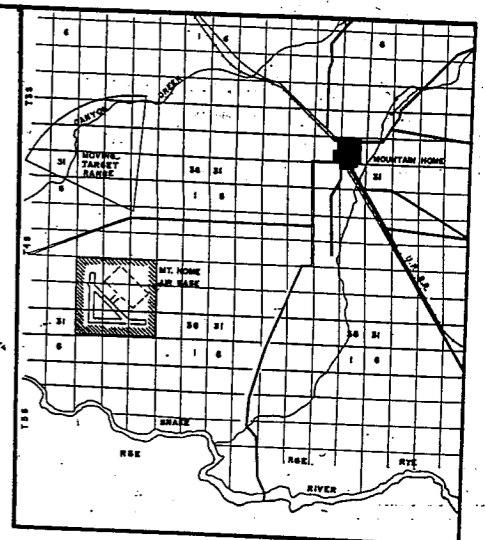 6
1 6
6
T3S
CANYON
CREEK
MOVING
TARGET
RANGE
31
6
36 31
1 6
MOUNTAIN HOME
31
T4S
MT. HOME
AIR BASE
U.P. R.R.
31
6
36 31
1 6
36 31
1 6
T5S
SNAKE
RIVER
R5E
R6E
R7E